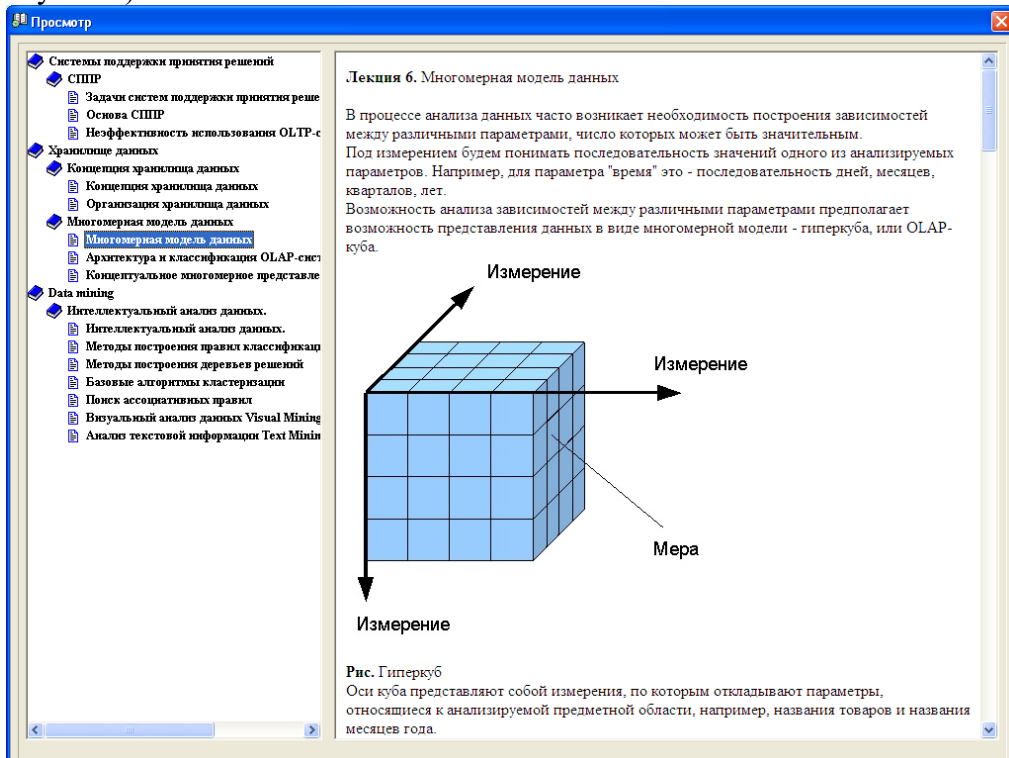 Просмотр
Системы поддержки принятия решений
СППР
Задачи систем поддержки принятия реше
Основа СППР
Неэффективность использования OLTP-с
Хранилище данных
Концепция хранилища данных
Концепция хранилища данных
Организация хранилища данных
Многомерная модель данных
Многомерная модель данных
Архитектура и классификация OLAP-сист
Концептуальное многомерное представле
Data mining
Интеллектуальный анализ данных.
Интеллектуальный анализ данных.
Методы построения правил классификаци
Методы построения деревьев решений
Базовые алгоритмы кластеризации
Поиск ассоциативных правил
Визуальный анализ данных Visual Mining
Анализ текстовой информации Text Minin
Лекция 6. Многомерная модель данных
В процессе анализа данных часто возникает необходимость построения зависимостей
между различными параметрами, число которых может быть значительным.
Под измерением будем понимать последовательность значений одного из анализируемых
параметров. Например, для параметра "время" это - последовательность дней, месяцев,
кварталов, лет.
Возможность анализа зависимостей между различными параметрами предполагает
возможность представления данных в виде многомерной модели - гиперкуба, или OLAP-
куба.
Измерение
Измерение
Мера
Измерение
Рис. Гиперкуб
Оси куба представляют собой измерения, по которым откладывают параметры,
относящиеся к анализируемой предметной области, например, названия товаров и названия
месяцев года.